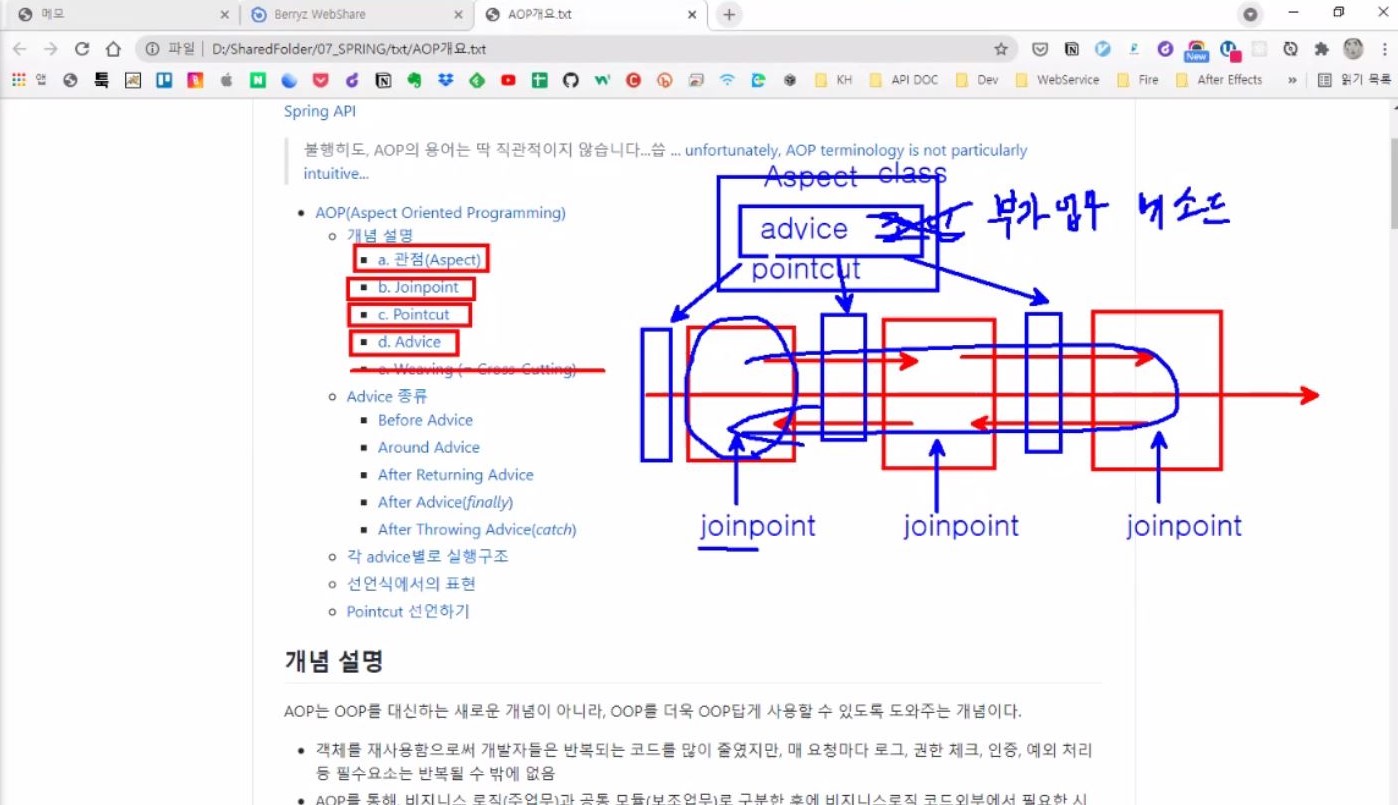 메모
Berryz WebShare
AOP개요.txt
파일 | D:/SharedFolder/07_SPRING/txt/AOP개요.txt
New
앱
톡
KH
API DOC
Dev
WebService
Fire
After Effects
»
읽기 목록
Spring API
불행히도, AOP의 용어는 딱 직관적이지 않습니다...씁 ... unfortunately, AOP terminology is not particularly
intuitive...
AOP(Aspect Oriented Programming)
개념 설명
a. 관점(Aspect)
b. Joinpoint
c. Pointcut
d. Advice
e. Weaving (= Cross-Cutting)
Advice 종류
Before Advice
Around Advice
After Returning Advice
After Advice(finally)
After Throwing Advice(catch)
각 advice별로 실행구조
선언식에서의 표현
Pointcut 선언하기
Aspect class
advice
부가업무 메소드
pointcut
joinpoint
joinpoint
joinpoint
개념 설명
AOP는 OOP를 대신하는 새로운 개념이 아니라, OOP를 더욱 OOP답게 사용할 수 있도록 도와주는 개념이다.
객체를 재사용함으로써 개발자들은 반복되는 코드를 많이 줄였지만, 매 요청마다 로그, 권한 체크, 인증, 예외 처리
등 필수요소는 반복될 수 밖에 없음
AOP를 통해, 비지니스 로직(주업무)과 공통 모듈(보조업무)로 구분한 후에 비지니스로직 코드외부에서 필요한 시